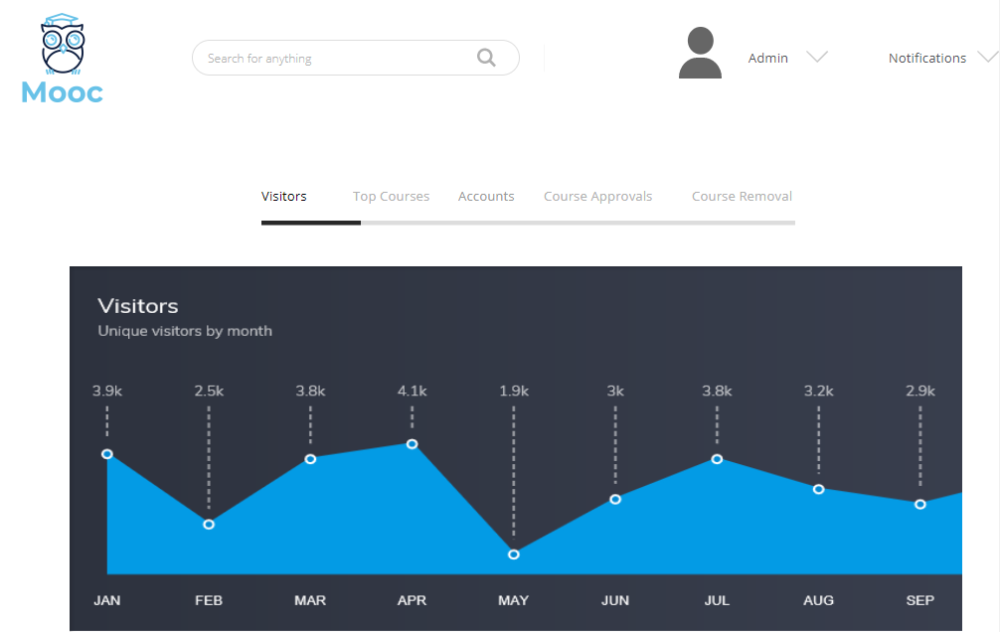 Mooc
Search for anything
Admin
Notifications
Visitors Top Courses Accounts Course Approvals Course Removal
Visitors
Unique visitors by month
3.9k 2.5k 3.8k 4.1k 1.9k 3k 3.8k 3.2k 2.9k
JAN FEB MAR APR MAY JUN JUL AUG SEP